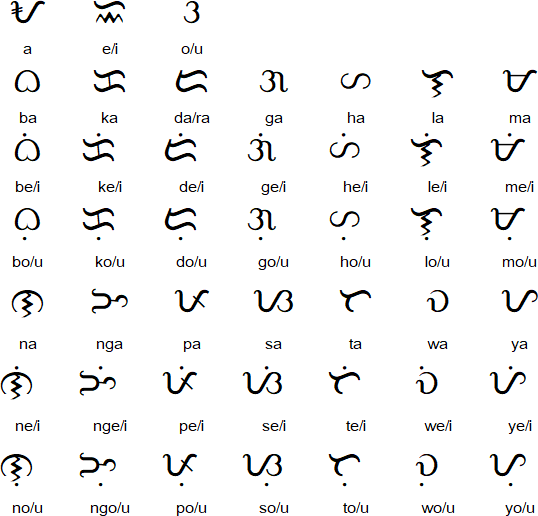 ᜀ ᜁ ᜂ
a e/i o/u
ᜊ ᜃ ᜇ ᜄ ᜑ ᜎ ᜋ
ba ka da/ra ga ha la ma
ᜊᜒ ᜃᜒ ᜇᜒ ᜄᜒ ᜑᜒ ᜎᜒ ᜋᜒ
be/i ke/i de/i ge/i he/i le/i me/i
ᜊᜓ ᜃᜓ ᜇᜓ ᜄᜓ ᜑᜓ ᜎᜓ ᜋᜓ
bo/u ko/u do/u go/u ho/u lo/u mo/u
ᜈ ᜅ ᜉ ᜐ ᜆ ᜏ ᜌ
na nga pa sa ta wa ya
ᜈᜒ ᜅᜒ ᜉᜒ ᜐᜒ ᜆᜒ ᜏᜒ ᜌᜒ
ne/i nge/i pe/i se/i te/i we/i ye/i
ᜈᜓ ᜅᜓ ᜉᜓ ᜐᜓ ᜆᜓ ᜏᜓ ᜌᜓ
no/u ngo/u po/u so/u to/u wo/u yo/u